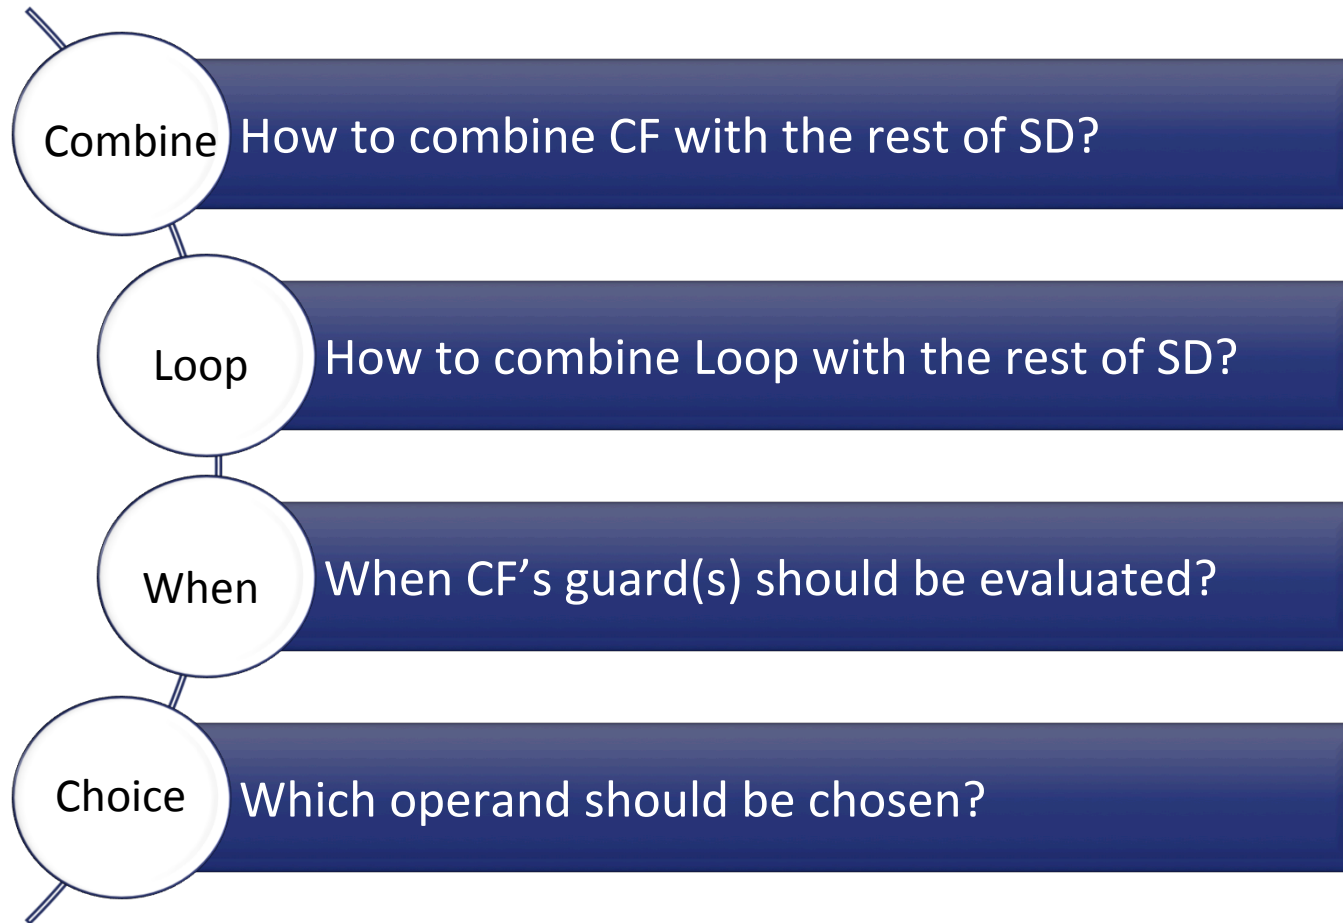 Combine
How to combine CF with the rest of SD?
Loop
How to combine Loop with the rest of SD?
When
When CF’s guard(s) should be evaluated?
Choice
Which operand should be chosen?